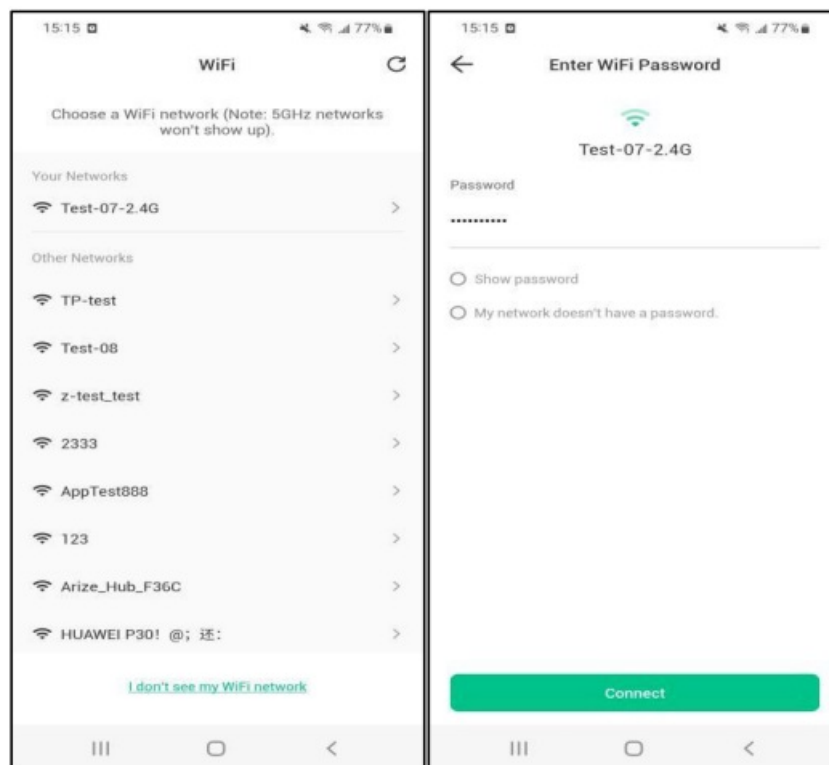 15:15
77%
WiFi
Choose a WiFi network (Note: 5GHz networks
won't show up).
Your Networks
Test-07-2.4G
Other Networks
TP-test
Test-08
z-test_test
2333
AppTest888
123
Arize_Hub_F36C
HUAWEI P30! @; 还:
I don't see my WiFi network
15:15
77%
Enter WiFi Password
Test-07-2.4G
Password
••••••••••
Show password
My network doesn't have a password.
Connect